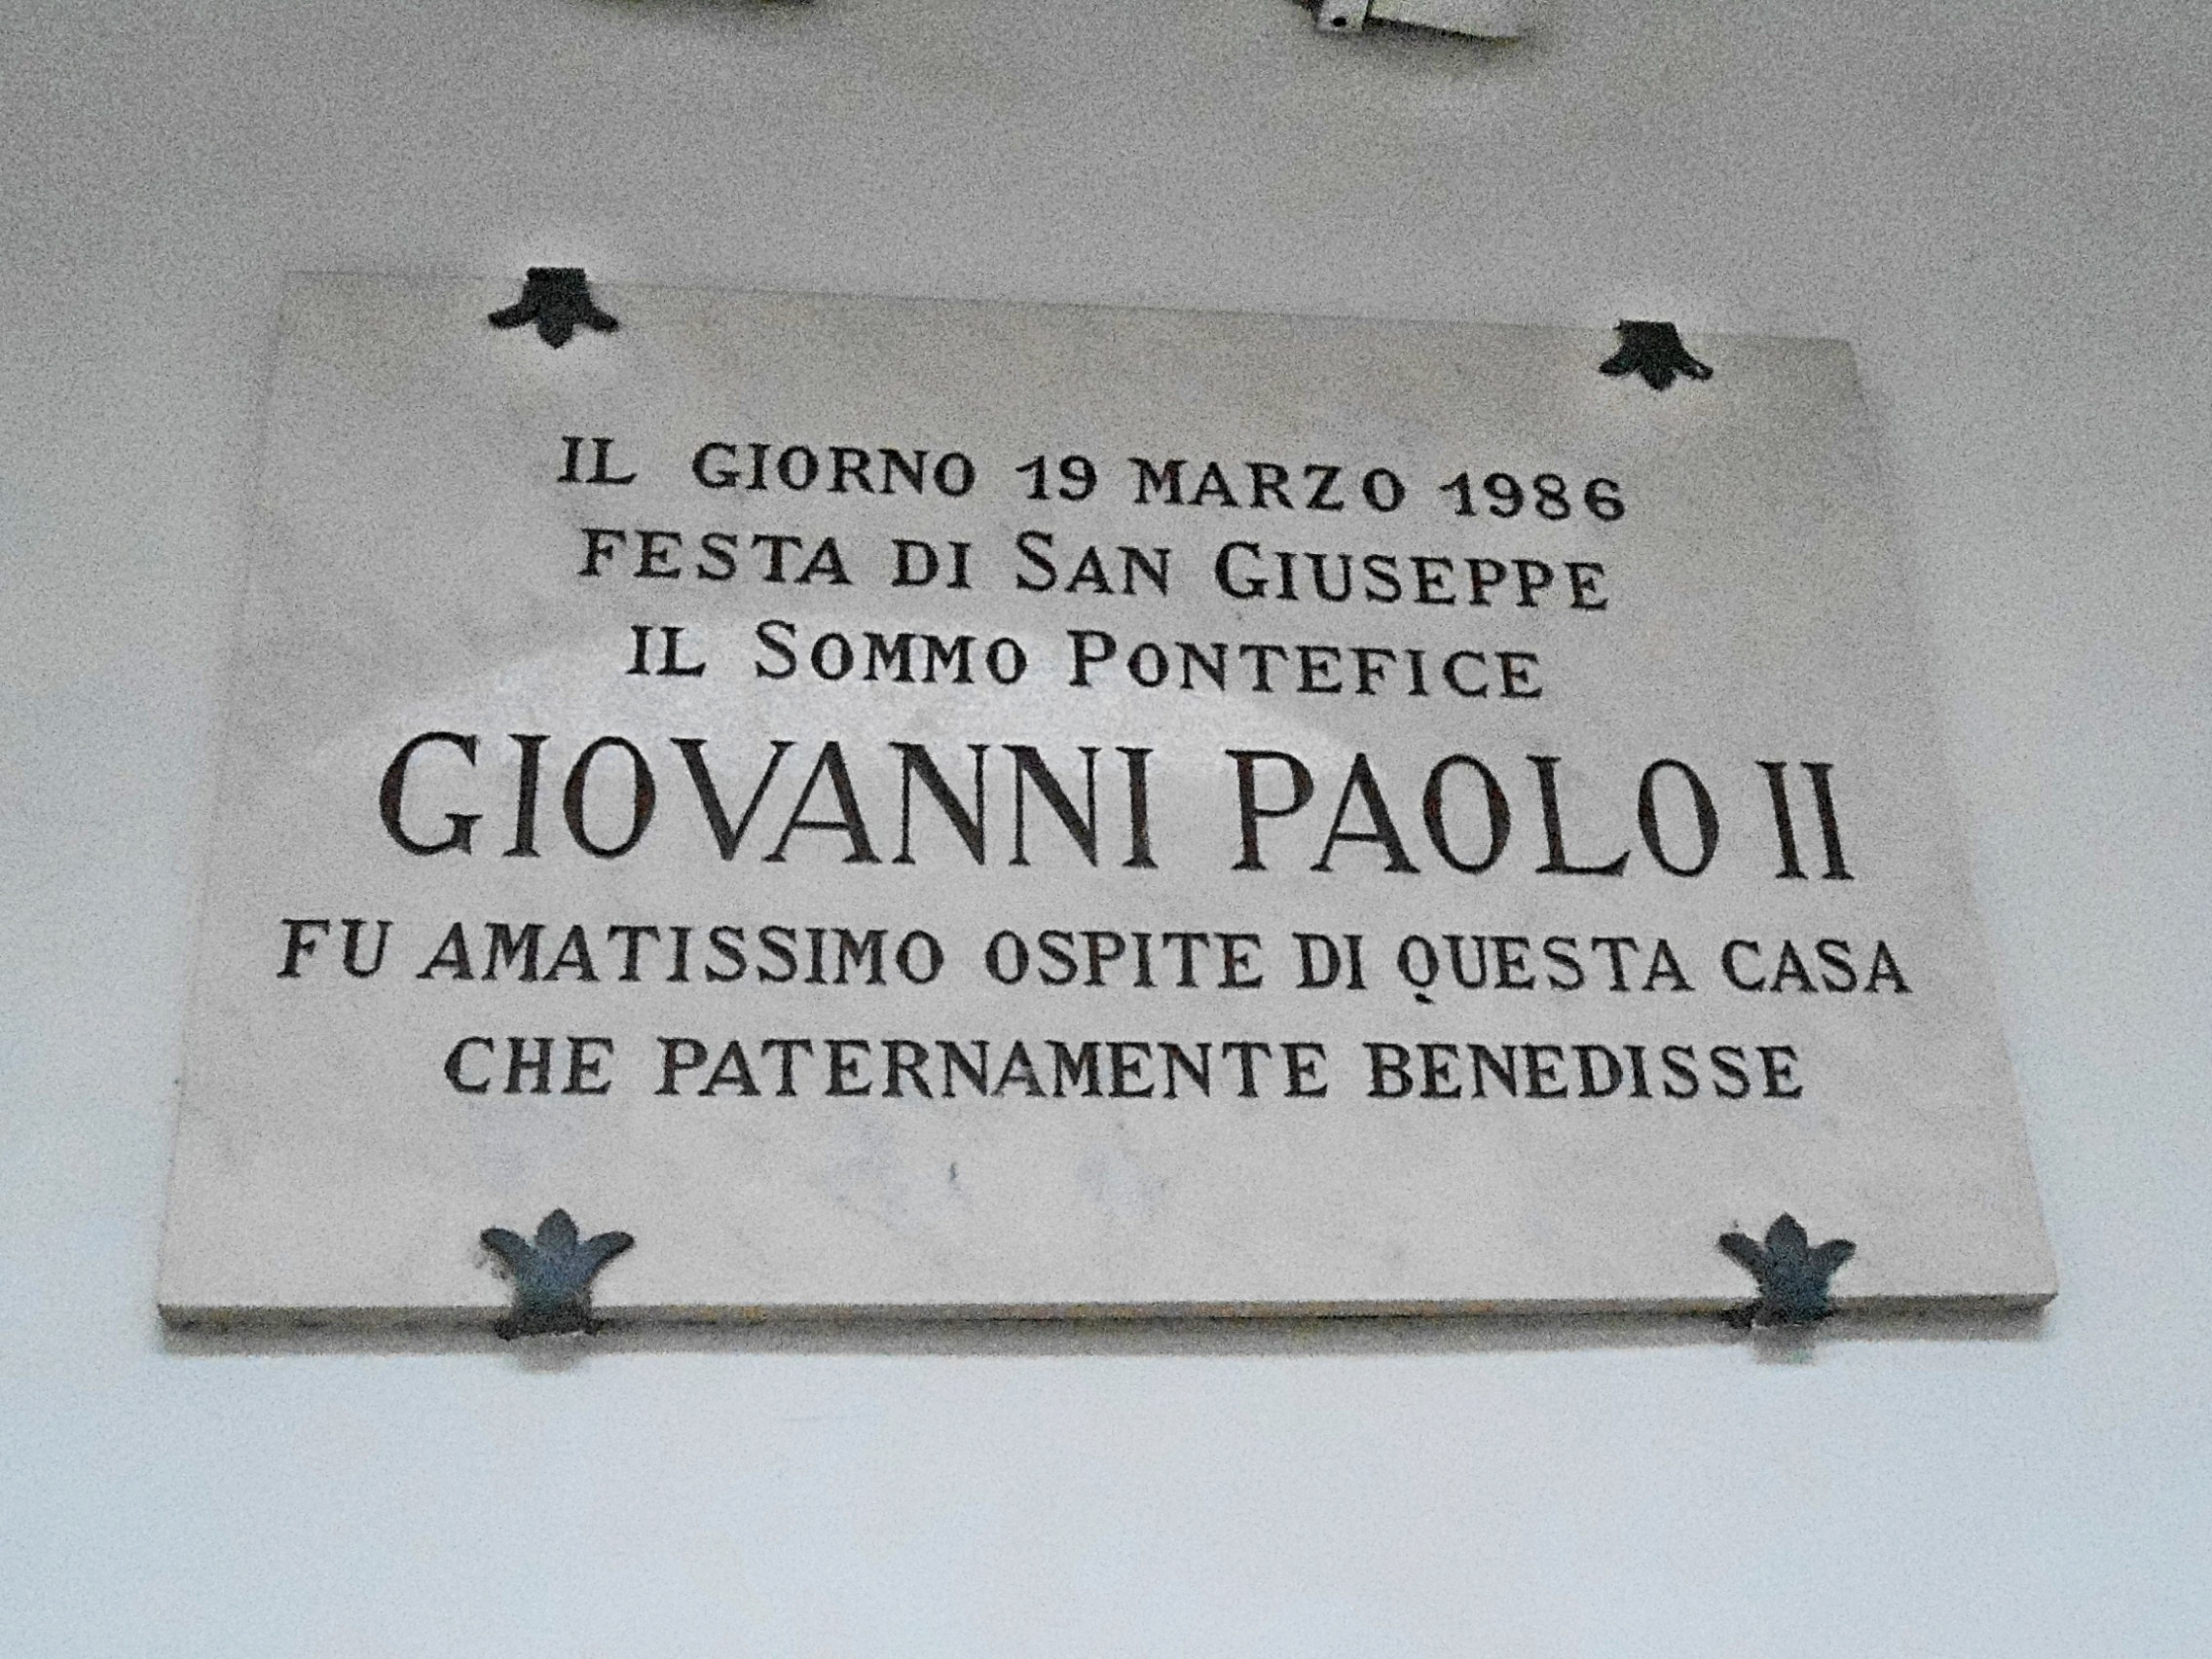 IL GIORNO 19 MARZO 1986
FESTA DI SAN GIUSEPPE
IL SOMMO PONTEFICE
GIOVANNI PAOLO II
FU AMATISSIMO OSPITE DI QUESTA CASA
CHE PATERNAMENTE BENEDISSE